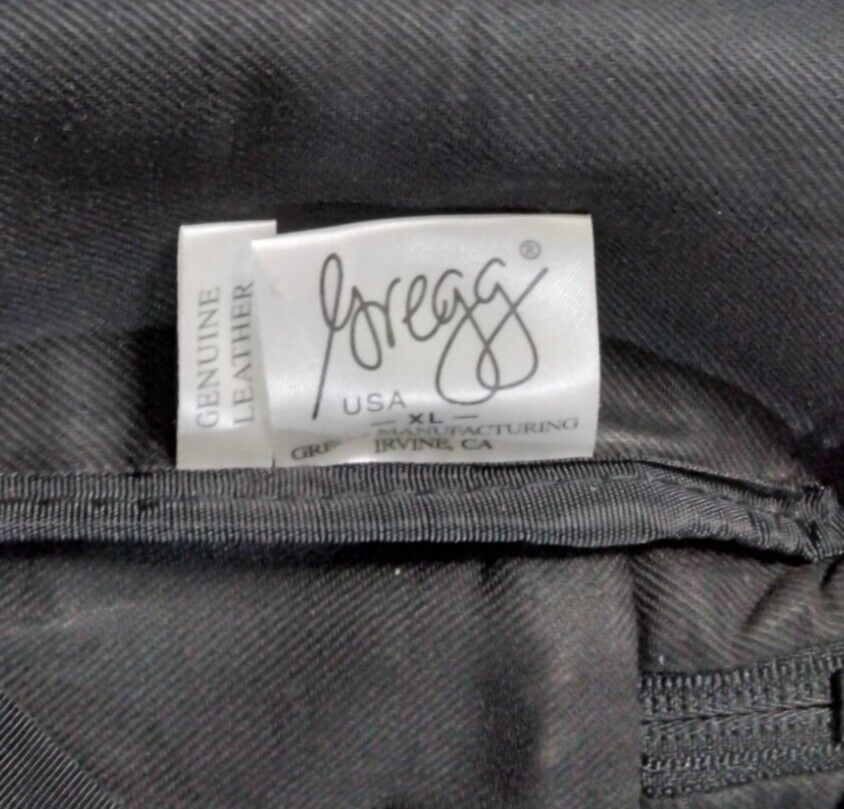 GENUINE
LEATHER
Gregg®
USA
— XL —
MANUFACTURING
IRVINE, CA